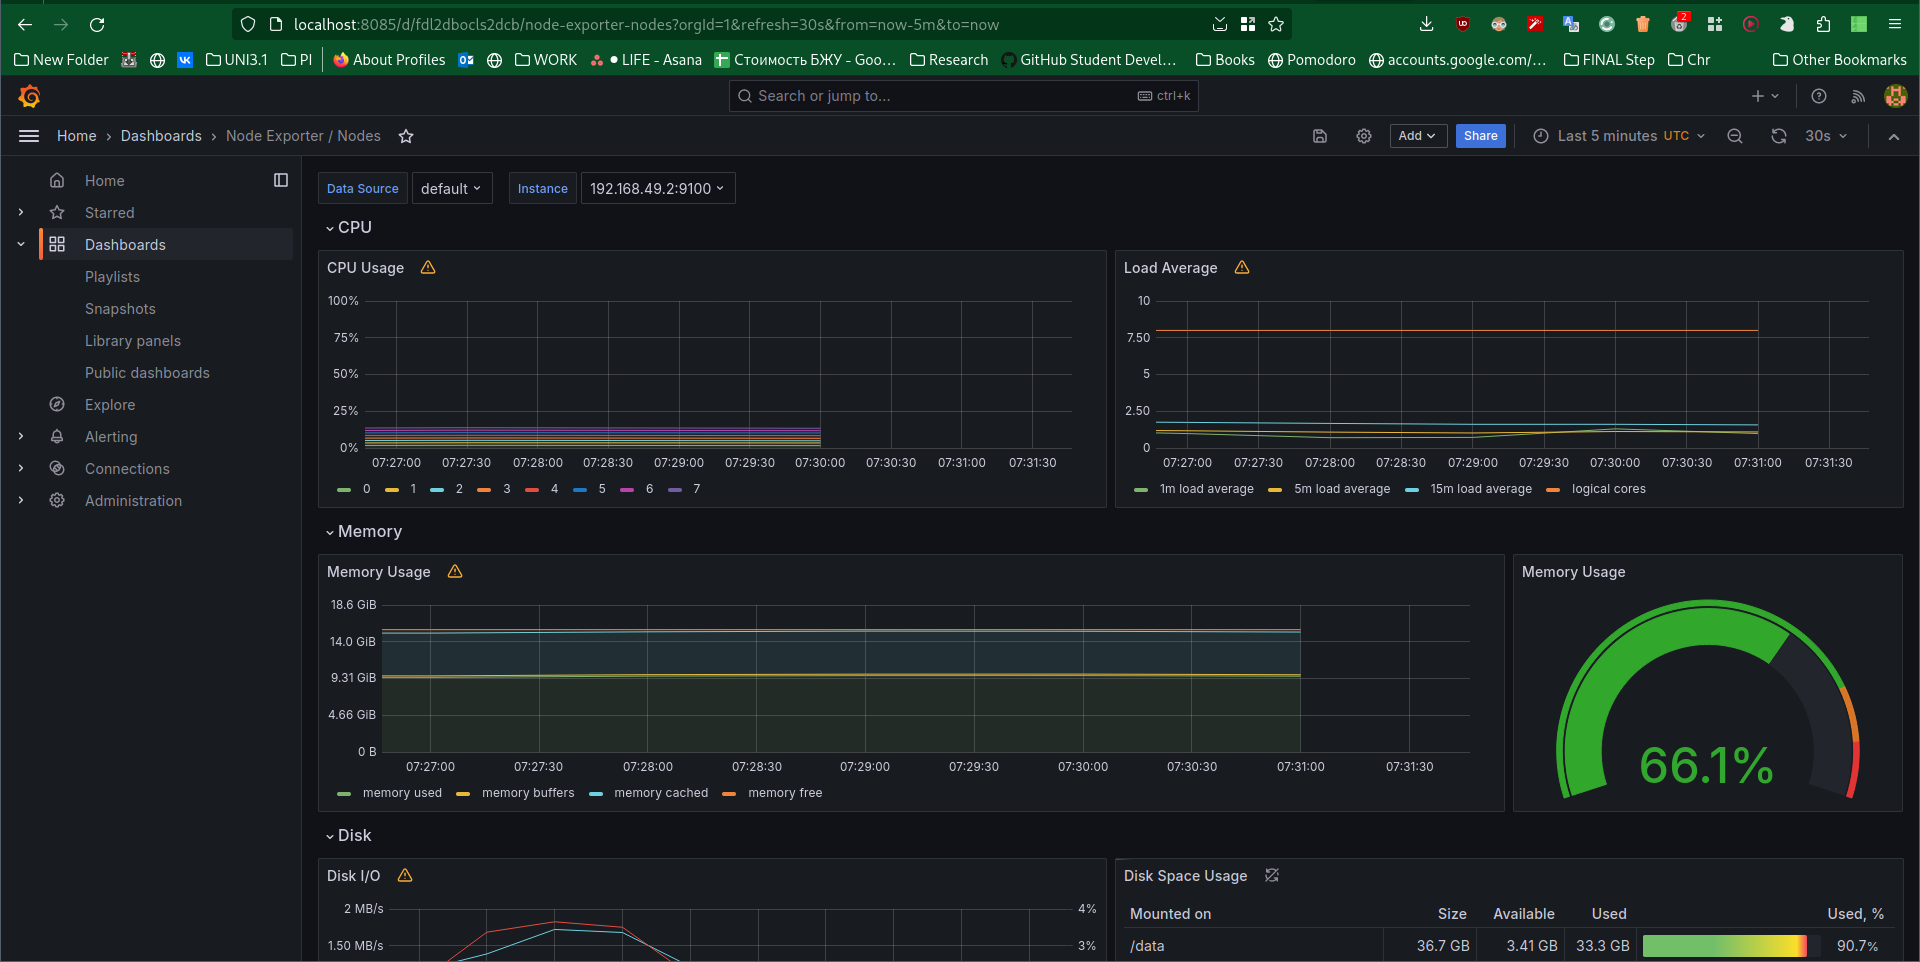 localhost:8085/d/fdl2dbocls2dcb/node-exporter-nodes?orgId=1&refresh=30s&from=now-5m&to=now
2
New Folder UNI3.1 PI About Profiles WORK LIFE - Asana Стоимость БЖУ - Goo… Research GitHub Student Devel… Books Pomodoro accounts.google.com/… FINAL Step Chr Other Bookmarks
Search or jump to... ctrl+k
Home › Dashboards › Node Exporter / Nodes Add Share Last 5 minutes UTC 30s
Home
Starred
Dashboards
Playlists
Snapshots
Library panels
Public dashboards
Explore
Alerting
Connections
Administration
Data Source default Instance 192.168.49.2:9100
CPU
CPU Usage
100%
75%
50%
25%
0%
07:27:00 07:27:30 07:28:00 07:28:30 07:29:00 07:29:30 07:30:00 07:30:30 07:31:00 07:31:30
0 1 2 3 4 5 6 7
Load Average
10
7.50
5
2.50
0
07:27:00 07:27:30 07:28:00 07:28:30 07:29:00 07:29:30 07:30:00 07:30:30 07:31:00 07:31:30
1m load average 5m load average 15m load average logical cores
Memory
Memory Usage
18.6 GiB
14.0 GiB
9.31 GiB
4.66 GiB
0 B
07:27:00 07:27:30 07:28:00 07:28:30 07:29:00 07:29:30 07:30:00 07:30:30 07:31:00 07:31:30
memory used memory buffers memory cached memory free
Memory Usage
66.1%
Disk
Disk I/O
2 MB/s 4%
1.50 MB/s 3%
Disk Space Usage
Mounted on Size Available Used Used, %
/data 36.7 GB 3.41 GB 33.3 GB 90.7%